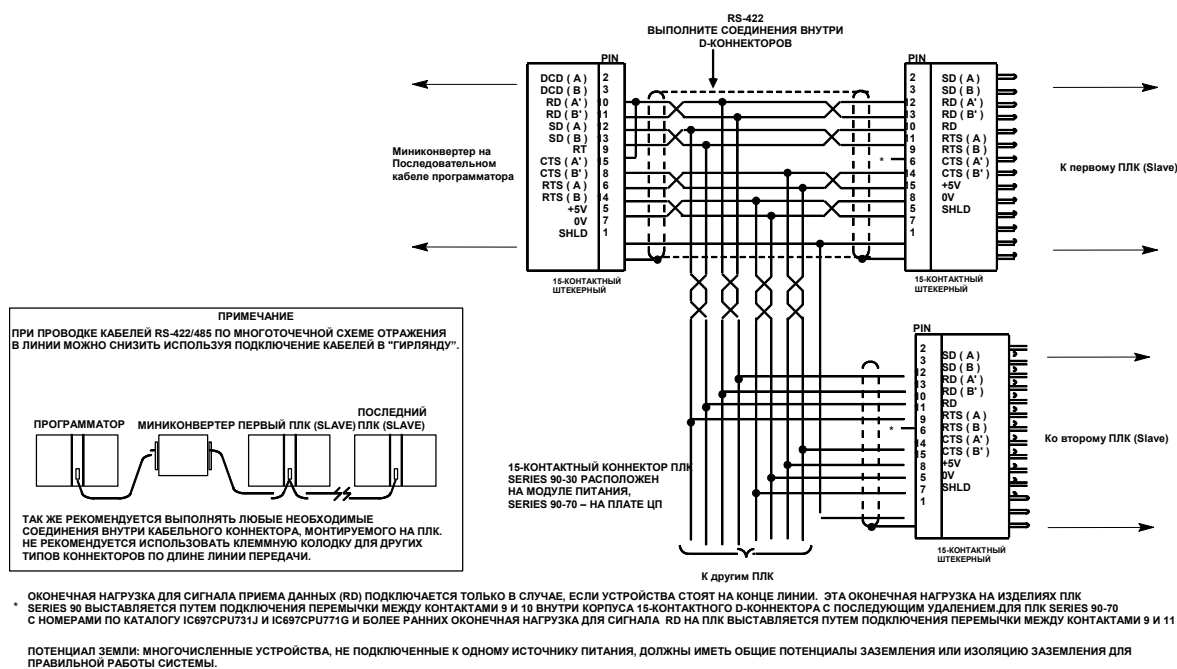 RS-422
ВЫПОЛНИТЕ СОЕДИНЕНИЯ ВНУТРИ
D-КОННЕКТОРОВ
PIN
DCD ( A ) 2
DCD ( B ) 3
RD ( A' ) 10
RD ( B' ) 11
SD ( A ) 12
SD ( B ) 13
RT 9
CTS ( A' ) 15
CTS ( B' ) 8
RTS ( A ) 6
RTS ( B ) 14
+5V 5
0V 7
SHLD 1
15-КОНТАКТНЫЙ
ШТЕКЕРНЫЙ
Миниконвертер на
Последовательном
кабеле программатора
PIN
2 SD ( A )
3 SD ( B )
12 RD ( A' )
13 RD ( B' )
10 RD
11 RTS ( A )
9 RTS ( B )
* 6 CTS ( A' )
14 CTS ( B' )
15 +5V
8 0V
5 SHLD
7
1
15-КОНТАКТНЫЙ
ШТЕКЕРНЫЙ
К первому ПЛК (Slave)
PIN
2 SD ( A )
3 SD ( B )
12 RD ( A' )
13 RD ( B' )
10 RD
11 RTS ( A )
9 RTS ( B )
* 6 CTS ( A' )
14 CTS ( B' )
15 +5V
8 0V
5 SHLD
7
1
15-КОНТАКТНЫЙ
ШТЕКЕРНЫЙ
Ко второму ПЛК (Slave)
15-КОНТАКТНЫЙ КОННЕКТОР ПЛК
SERIES 90-30 РАСПОЛОЖЕН
НА МОДУЛЕ ПИТАНИЯ,
SERIES 90-70 – НА ПЛАТЕ ЦП
К другим ПЛК
ПРИМЕЧАНИЕ
ПРИ ПРОВОДКЕ КАБЕЛЕЙ RS-422/485 ПО МНОГОТОЧЕЧНОЙ СХЕМЕ ОТРАЖЕНИЯ
В ЛИНИИ МОЖНО СНИЗИТЬ ИСПОЛЬЗУЯ ПОДКЛЮЧЕНИЕ КАБЕЛЕЙ В "ГИРЛЯНДУ".
ПРОГРАММАТОР МИНИКОНВЕРТЕР ПЕРВЫЙ ПЛК (SLAVE) ПОСЛЕДНИЙ
ПЛК (SLAVE)
ТАК ЖЕ РЕКОМЕНДУЕТСЯ ВЫПОЛНЯТЬ ЛЮБЫЕ НЕОБХОДИМЫЕ
СОЕДИНЕНИЯ ВНУТРИ КАБЕЛЬНОГО КОННЕКТОРА, МОНТИРУЕМОГО НА ПЛК.
НЕ РЕКОМЕНДУЕТСЯ ИСПОЛЬЗОВАТЬ КЛЕММНУЮ КОЛОДКУ ДЛЯ ДРУГИХ
ТИПОВ КОННЕКТОРОВ ПО ДЛИНЕ ЛИНИИ ПЕРЕДАЧИ.
ОКОНЕЧНАЯ НАГРУЗКА ДЛЯ СИГНАЛА ПРИЕМА ДАННЫХ (RD) ПОДКЛЮЧАЕТСЯ ТОЛЬКО В СЛУЧАЕ, ЕСЛИ УСТРОЙСТВА СТОЯТ НА КОНЦЕ ЛИНИИ. ЭТА ОКОНЕЧНАЯ НАГРУЗКА НА ИЗДЕЛИЯХ ПЛК
* SERIES 90 ВЫСТАВЛЯЕТСЯ ПУТЕМ ПОДКЛЮЧЕНИЯ ПЕРЕМЫЧКИ МЕЖДУ КОНТАКТАМИ 9 И 10 ВНУТРИ КОРПУСА 15-КОНТАКТНОГО D-КОННЕКТОРА С ПОСЛЕДУЮЩИМ УДАЛЕНИЕМ.ДЛЯ ПЛК SERIES 90-70
С НОМЕРАМИ ПО КАТАЛОГУ IC697CPU731J И IC697CPU771G И БОЛЕЕ РАННИХ ОКОНЕЧНАЯ НАГРУЗКА ДЛЯ СИГНАЛА RD НА ПЛК ВЫСТАВЛЯЕТСЯ ПУТЕМ ПОДКЛЮЧЕНИЯ ПЕРЕМЫЧКИ МЕЖДУ КОНТАКТАМИ 9 И 11
ПОТЕНЦИАЛ ЗЕМЛИ: МНОГОЧИСЛЕННЫЕ УСТРОЙСТВА, НЕ ПОДКЛЮЧЕННЫЕ К ОДНОМУ ИСТОЧНИКУ ПИТАНИЯ, ДОЛЖНЫ ИМЕТЬ ОБЩИЕ ПОТЕНЦИАЛЫ ЗАЗЕМЛЕНИЯ ИЛИ ИЗОЛЯЦИЮ ЗАЗЕМЛЕНИЯ ДЛЯ
ПРАВИЛЬНОЙ РАБОТЫ СИСТЕМЫ.